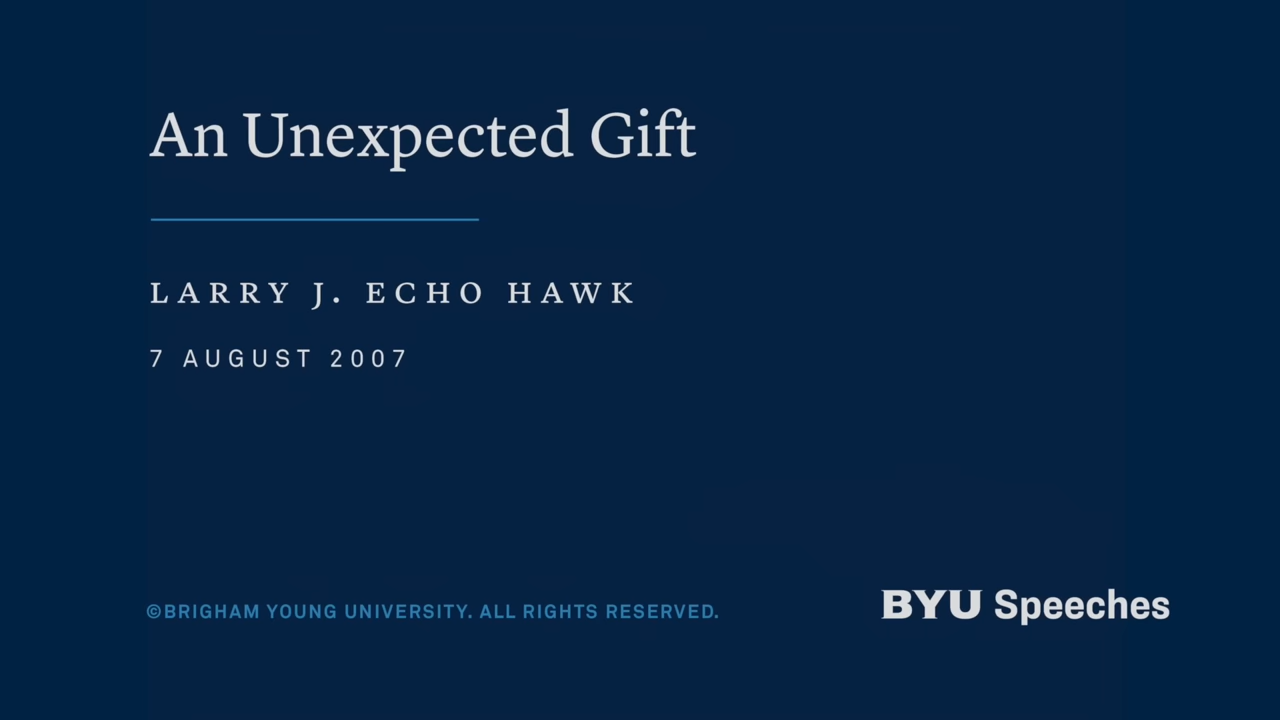 An Unexpected Gift
LARRY J. ECHO HAWK
7 AUGUST 2007
©BRIGHAM YOUNG UNIVERSITY. ALL RIGHTS RESERVED.
BYU Speeches